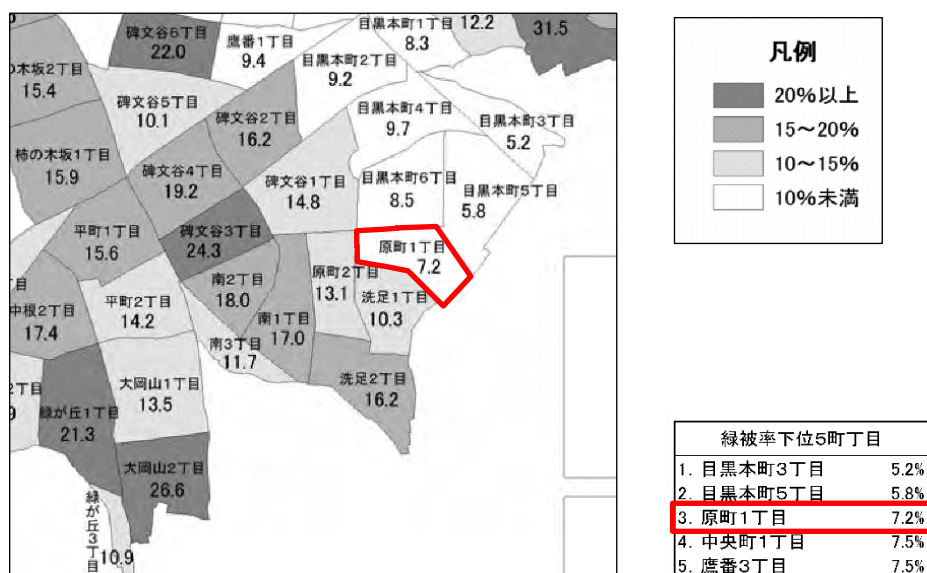 碑文谷6丁目
22.0
鷹番1丁目
9.4
目黒本町1丁目
8.3
12.2
31.5
の木坂2丁目
15.4
目黒本町2丁目
9.2
碑文谷5丁目
10.1
碑文谷2丁目
16.2
目黒本町4丁目
9.7
目黒本町3丁目
5.2
柿の木坂1丁目
15.9
碑文谷4丁目
19.2
碑文谷1丁目
14.8
目黒本町6丁目
8.5
目黒本町5丁目
5.8
平町1丁目
15.6
碑文谷3丁目
24.3
原町1丁目
7.2
原町2丁目
13.1
南2丁目
18.0
洗足1丁目
10.3
丁目
中根2丁目
17.4
平町2丁目
14.2
南1丁目
17.0
南3丁目
11.7
洗足2丁目
16.2
2丁目
9
緑が丘1丁目
21.3
大岡山1丁目
13.5
大岡山2丁目
26.6
緑が丘3丁目
10.9
凡例
20%以上
15～20%
10～15%
10%未満
緑被率下位5町丁目
1. 目黒本町3丁目 5.2%
2. 目黒本町5丁目 5.8%
3. 原町1丁目 7.2%
4. 中央町1丁目 7.5%
5. 鷹番3丁目 7.5%